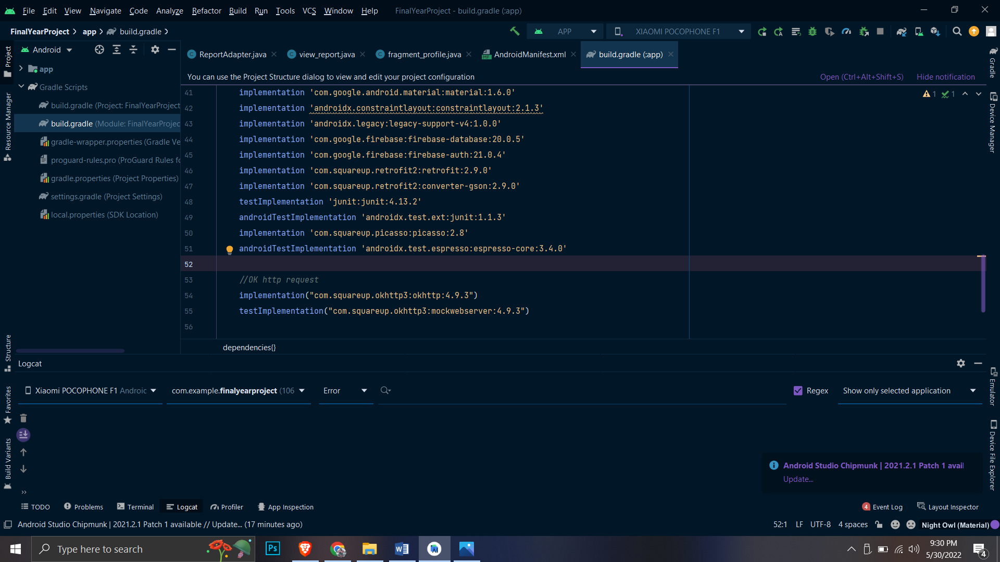 File Edit View Navigate Code Analyze Refactor Build Run Tools VCS Window Help FinalYearProject - build.gradle (:app)
FinalYearProject app build.gradle APP XIAOMI POCOPHONE F1
Android ReportAdapter.java view_report.java fragment_profile.java AndroidManifest.xml build.gradle (:app)
You can use the Project Structure dialog to view and edit your project configuration Open (Ctrl+Alt+Shift+S) Hide notification
app
Gradle Scripts
build.gradle (Project: FinalYearProject
build.gradle (Module: FinalYearProjec
gradle-wrapper.properties (Gradle Ve
proguard-rules.pro (ProGuard Rules fo
gradle.properties (Project Properties)
settings.gradle (Project Settings)
local.properties (SDK Location)
41 implementation 'com.google.android.material:material:1.6.0'
42 implementation 'androidx.constraintlayout:constraintlayout:2.1.3'
43 implementation 'androidx.legacy:legacy-support-v4:1.0.0'
44 implementation 'com.google.firebase:firebase-database:20.0.5'
45 implementation 'com.google.firebase:firebase-auth:21.0.4'
46 implementation 'com.squareup.retrofit2:retrofit:2.9.0'
47 implementation 'com.squareup.retrofit2:converter-gson:2.9.0'
48 testImplementation 'junit:junit:4.13.2'
49 androidTestImplementation 'androidx.test.ext:junit:1.1.3'
50 implementation 'com.squareup.picasso:picasso:2.8'
51 androidTestImplementation 'androidx.test.espresso:espresso-core:3.4.0'
52
53 //OK http request
54 implementation("com.squareup.okhttp3:okhttp:4.9.3")
55 testImplementation("com.squareup.okhttp3:mockwebserver:4.9.3")
56
1 1
dependencies{}
Project
Resource Manager
Structure
Favorites
Build Variants
Gradle
Device Manager
Emulator
Device File Explorer
Logcat
Xiaomi POCOPHONE F1 Androic com.example.finalyearproject (106 Error Regex Show only selected application
Android Studio Chipmunk | 2021.2.1 Patch 1 avail
Update...
TODO Problems Terminal Logcat Profiler App Inspection 4 Event Log Layout Inspector
Android Studio Chipmunk | 2021.2.1 Patch 1 available // Update... (17 minutes ago) 52:1 LF UTF-8 4 spaces Night Owl (Material)
Type here to search Ps 9:30 PM
5/30/2022 4